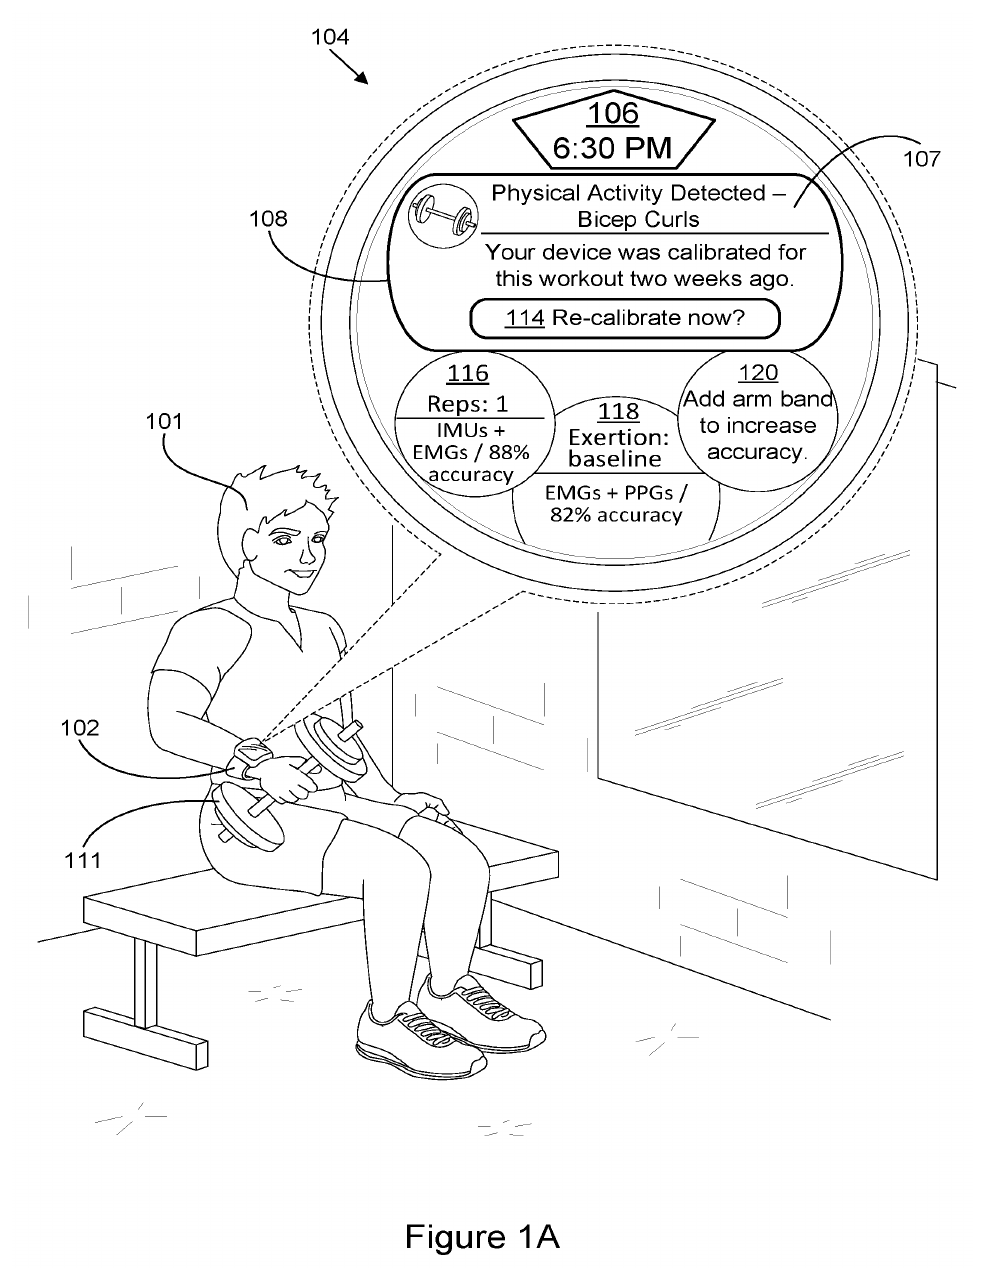 104
106
6:30 PM
107
Physical Activity Detected –
Bicep Curls
108
Your device was calibrated for
this workout two weeks ago.
114 Re-calibrate now?
116
Reps: 1
IMUs +
EMGs / 88%
accuracy
118
Exertion:
baseline
EMGs + PPGs /
82% accuracy
120
Add arm band
to increase
accuracy.
101
102
111
Figure 1A